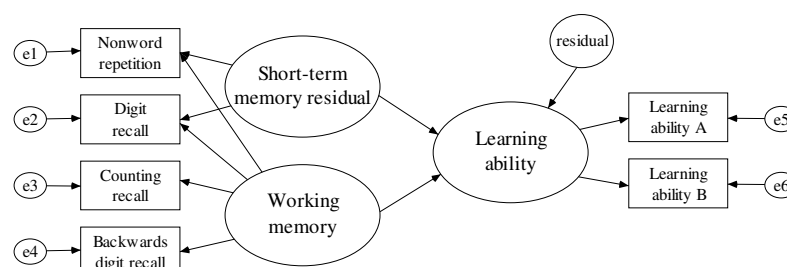 e1
Nonword
repetition
Short-term
memory residual
residual
e2
Digit
recall
Learning
ability
Learning
ability A
e5
e3
Counting
recall
Working
memory
Learning
ability B
e6
e4
Backwards
digit recall